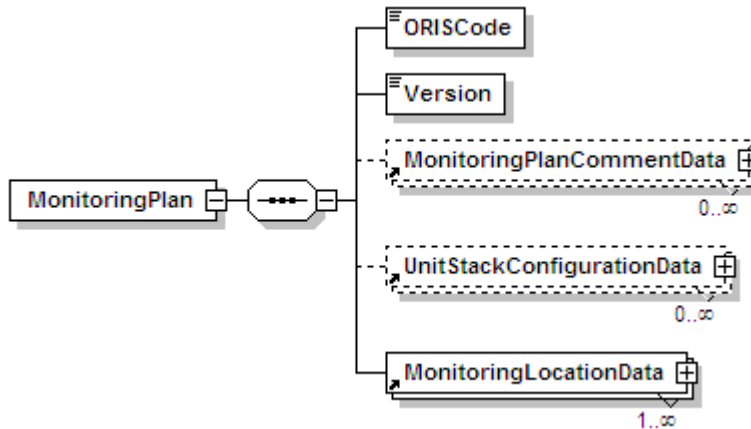 ORISCode
Version
MonitoringPlanCommentData
0..∞
MonitoringPlan
UnitStackConfigurationData
0..∞
MonitoringLocationData
1..∞